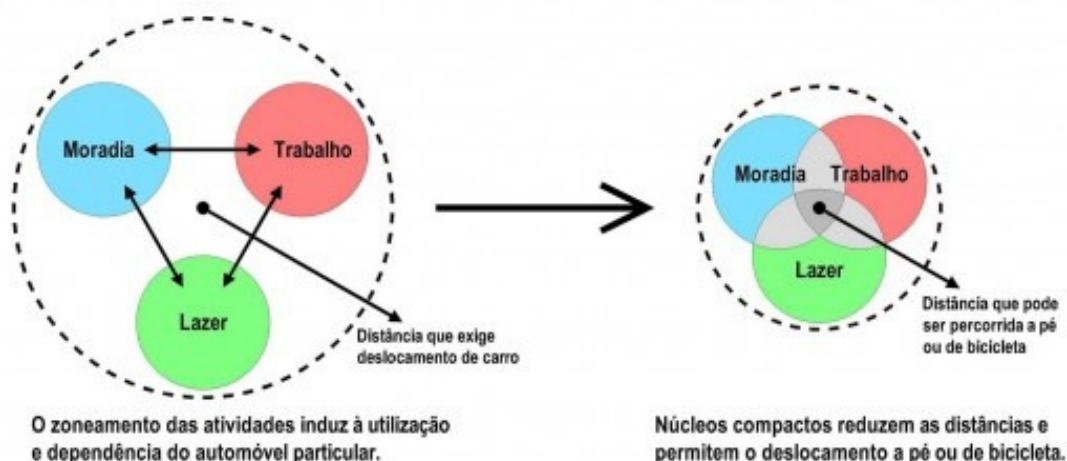 Moradia
Trabalho
Lazer
Distância que exige
deslocamento de carro
O zoneamento das atividades induz à utilização
e dependência do automóvel particular.
Moradia
Trabalho
Lazer
Distância que pode
ser percorrida a pé
ou de bicicleta
Núcleos compactos reduzem as distâncias e
permitem o deslocamento a pé ou de bicicleta.